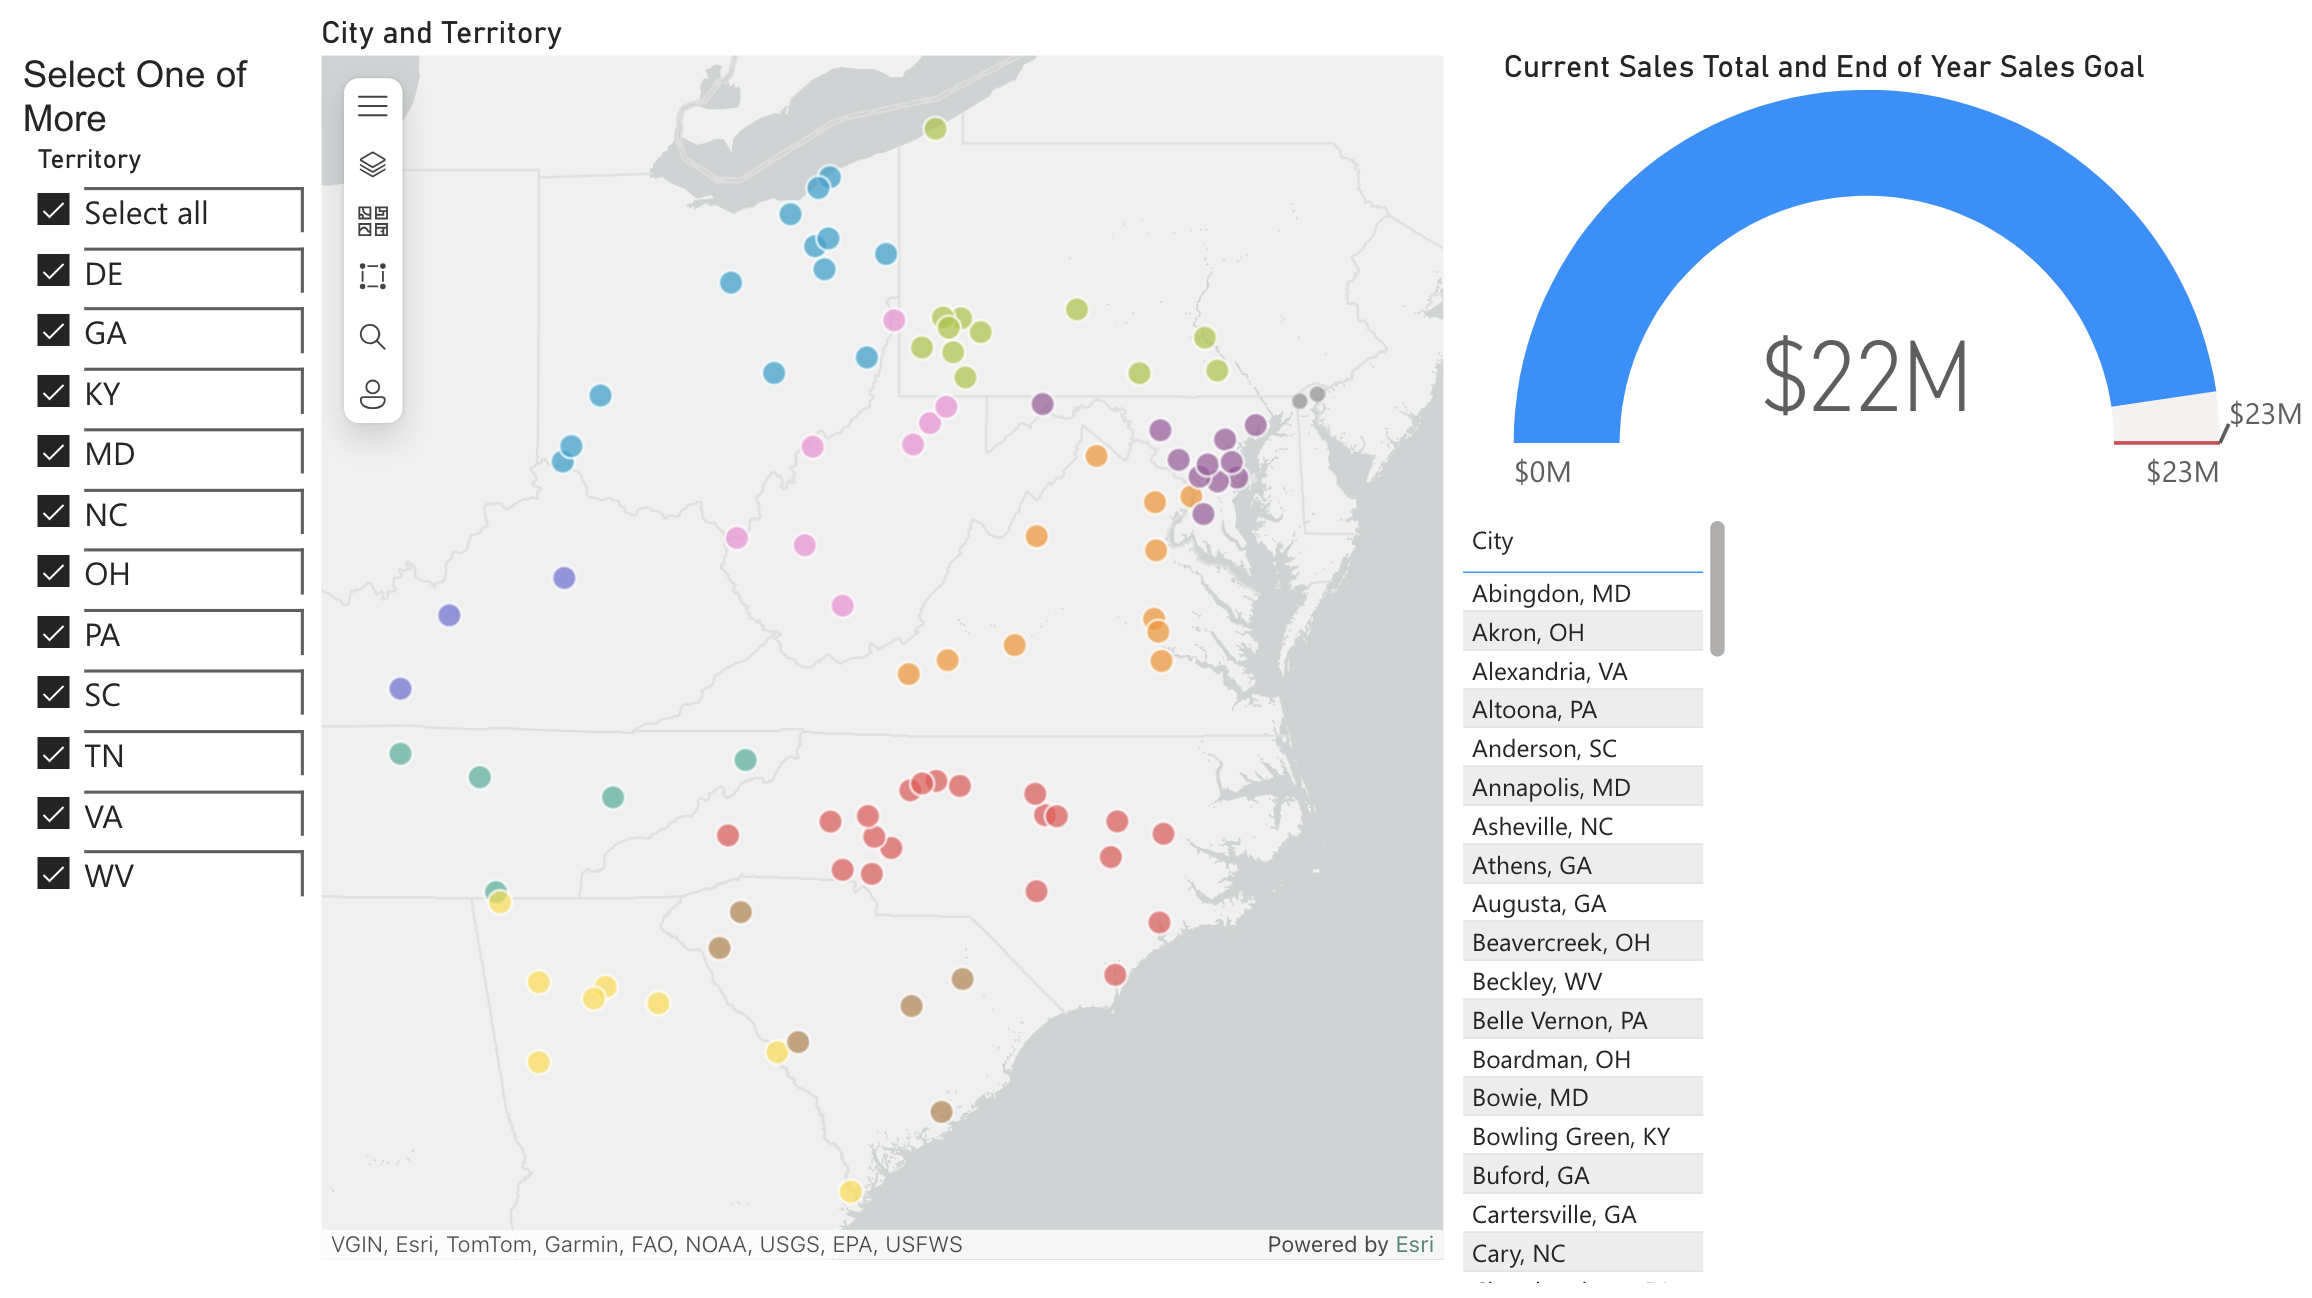 City and Territory
Select One of
More
Territory
Select all
DE
GA
KY
MD
NC
OH
PA
SC
TN
VA
WV
VGIN, Esri, TomTom, Garmin, FAO, NOAA, USGS, EPA, USFWS
Powered by Esri
Current Sales Total and End of Year Sales Goal
$22M
$23M
$0M
$23M
City
Abingdon, MD
Akron, OH
Alexandria, VA
Altoona, PA
Anderson, SC
Annapolis, MD
Asheville, NC
Athens, GA
Augusta, GA
Beavercreek, OH
Beckley, WV
Belle Vernon, PA
Boardman, OH
Bowie, MD
Bowling Green, KY
Buford, GA
Cartersville, GA
Cary, NC